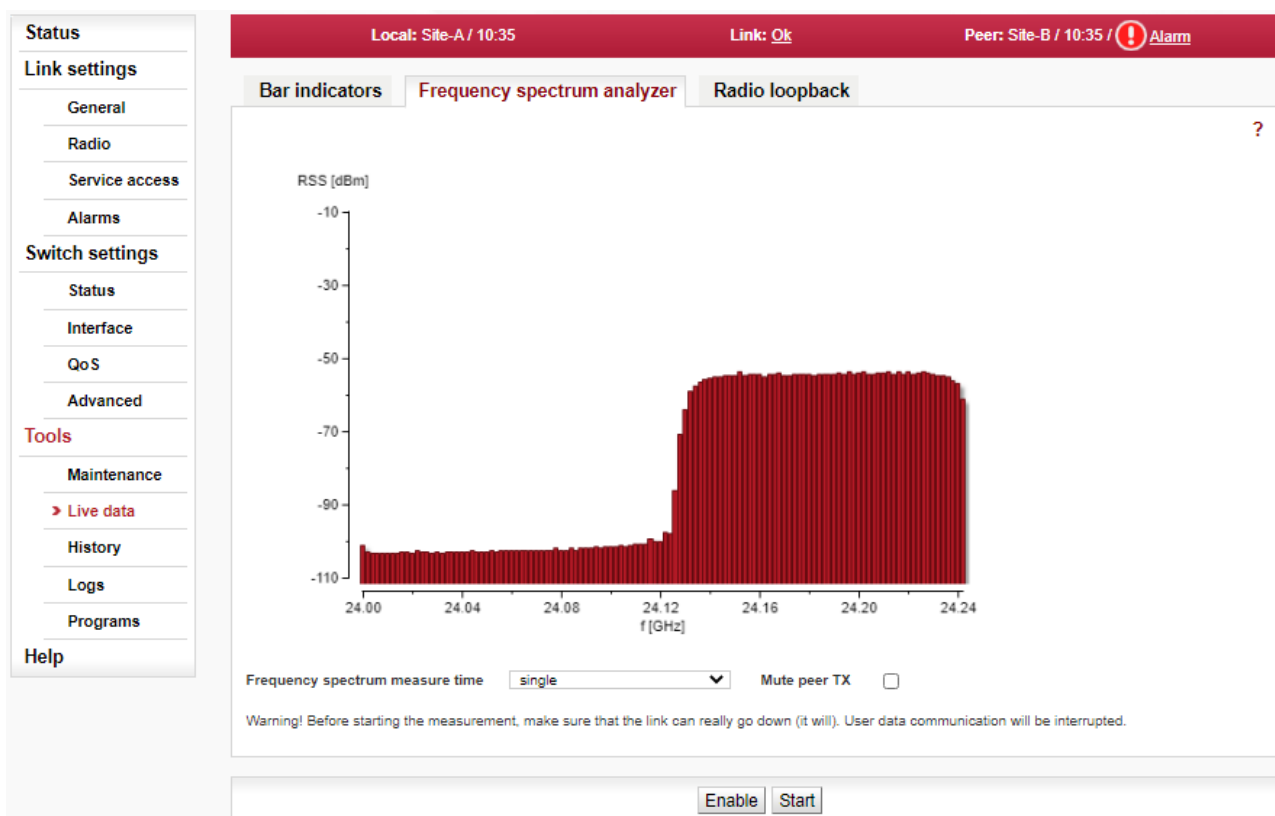 Status
Link settings
General
Radio
Service access
Alarms
Switch settings
Status
Interface
QoS
Advanced
Tools
Maintenance
Live data
History
Logs
Programs
Help
Local: Site-A / 10:35 Link: Ok Peer: Site-B / 10:35 / ! Alarm
Bar indicators Frequency spectrum analyzer Radio loopback
?
RSS [dBm]
-10
-30
-50
-70
-90
-110
24.00 24.04 24.08 24.12 24.16 24.20 24.24
f [GHz]
Frequency spectrum measure time single Mute peer TX
Warning! Before starting the measurement, make sure that the link can really go down (it will). User data communication will be interrupted.
Enable Start